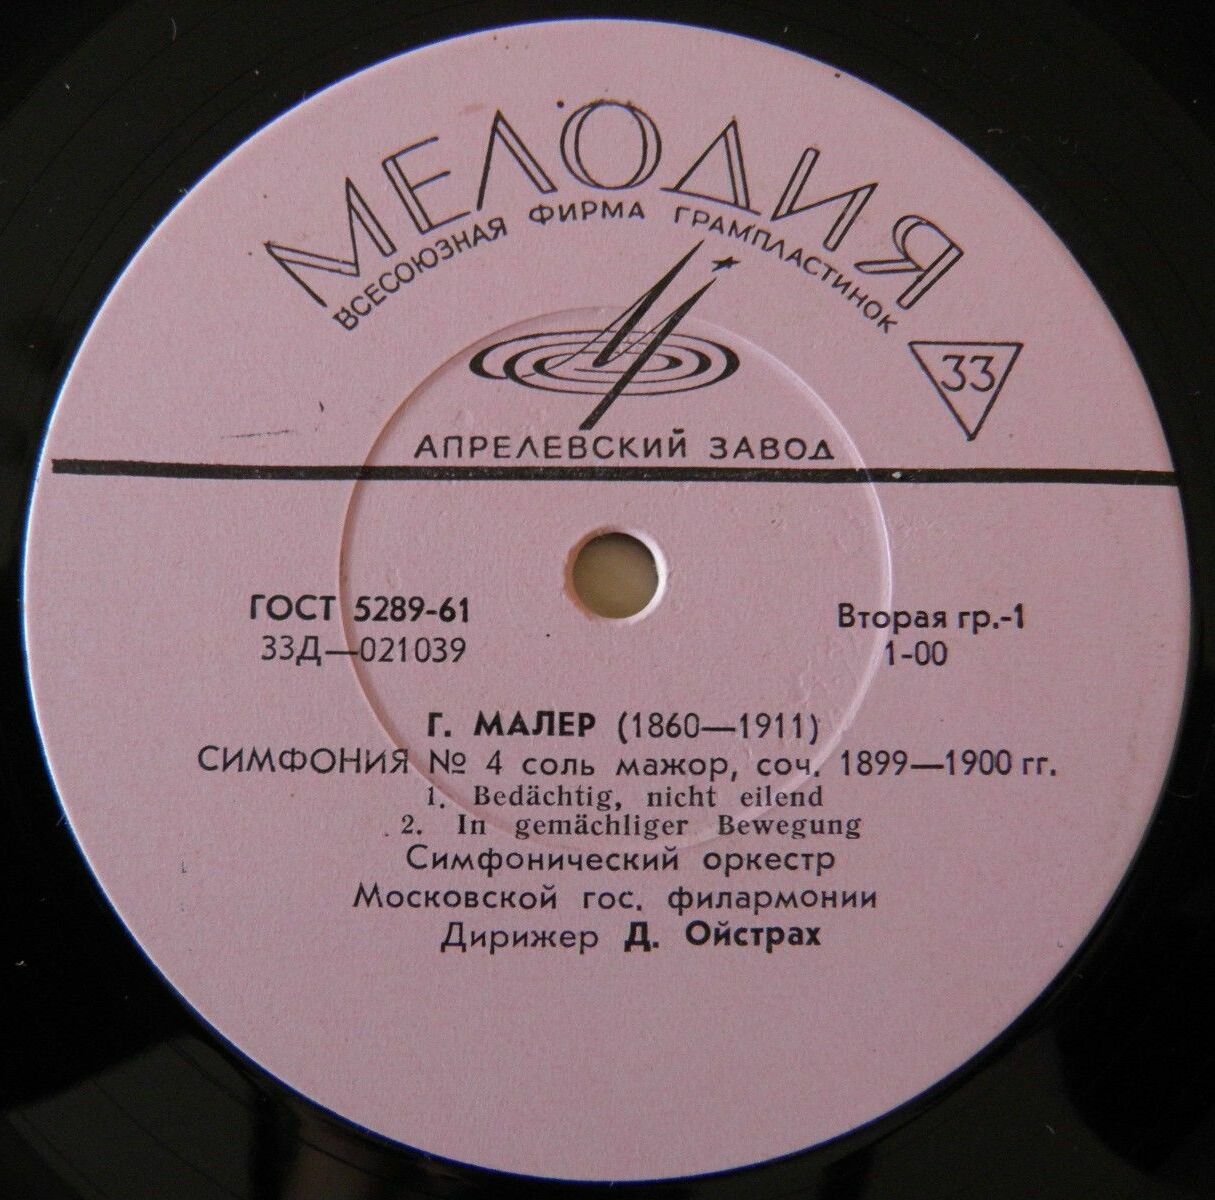 МЕЛОДИЯ
ВСЕСОЮЗНАЯ ФИРМА ГРАМПЛАСТИНОК
33
АПРЕЛЕВСКИЙ ЗАВОД
ГОСТ 5289-61
33Д—021039
Вторая гр.-1
1-00
Г. МАЛЕР (1860—1911)
СИМФОНИЯ № 4 соль мажор, соч. 1899—1900 гг.
1. Bedächtig, nicht eilend
2. In gemächliger Bewegung
Симфонический оркестр
Московской гос. филармонии
Дирижер Д. Ойстрах